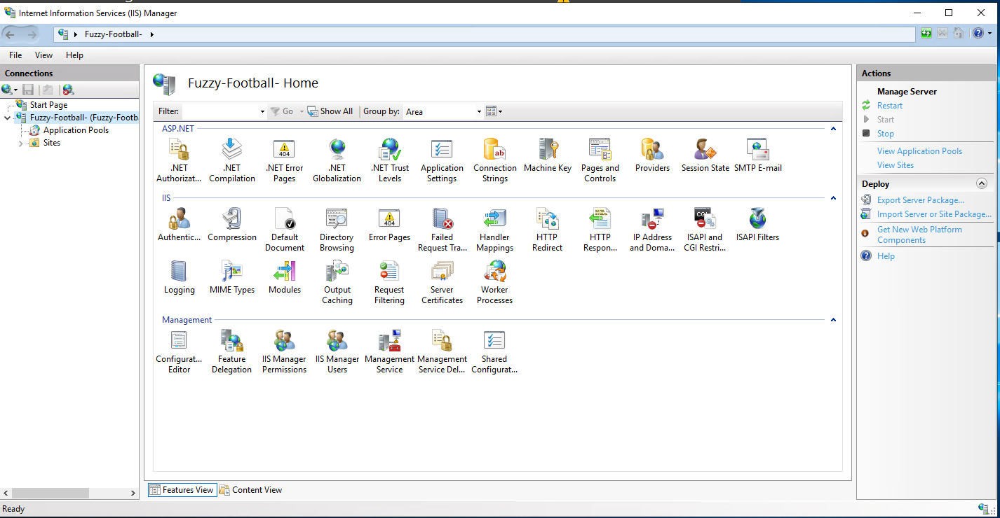 Internet Information Services (IIS) Manager
Fuzzy-Football-
File View Help
Connections
Start Page
Fuzzy-Football- (Fuzzy-Footb
Application Pools
Sites
Fuzzy-Football- Home
Filter: Go Show All Group by: Area
ASP.NET
.NET Authorizat...
.NET Compilation
.NET Error Pages
.NET Globalization
.NET Trust Levels
Application Settings
Connection Strings
Machine Key
Pages and Controls
Providers
Session State
SMTP E-mail
IIS
Authentic...
Compression
Default Document
Directory Browsing
Error Pages
Failed Request Tra...
Handler Mappings
HTTP Redirect
HTTP Respon...
IP Address and Doma...
ISAPI and CGI Restri...
ISAPI Filters
Logging
MIME Types
Modules
Output Caching
Request Filtering
Server Certificates
Worker Processes
Management
Configurat... Editor
Feature Delegation
IIS Manager Permissions
IIS Manager Users
Management Service
Management Service Del...
Shared Configurat...
Features View
Content View
Actions
Manage Server
Restart
Start
Stop
View Application Pools
View Sites
Deploy
Export Server Package...
Import Server or Site Package...
Get New Web Platform
Components
Help
Ready